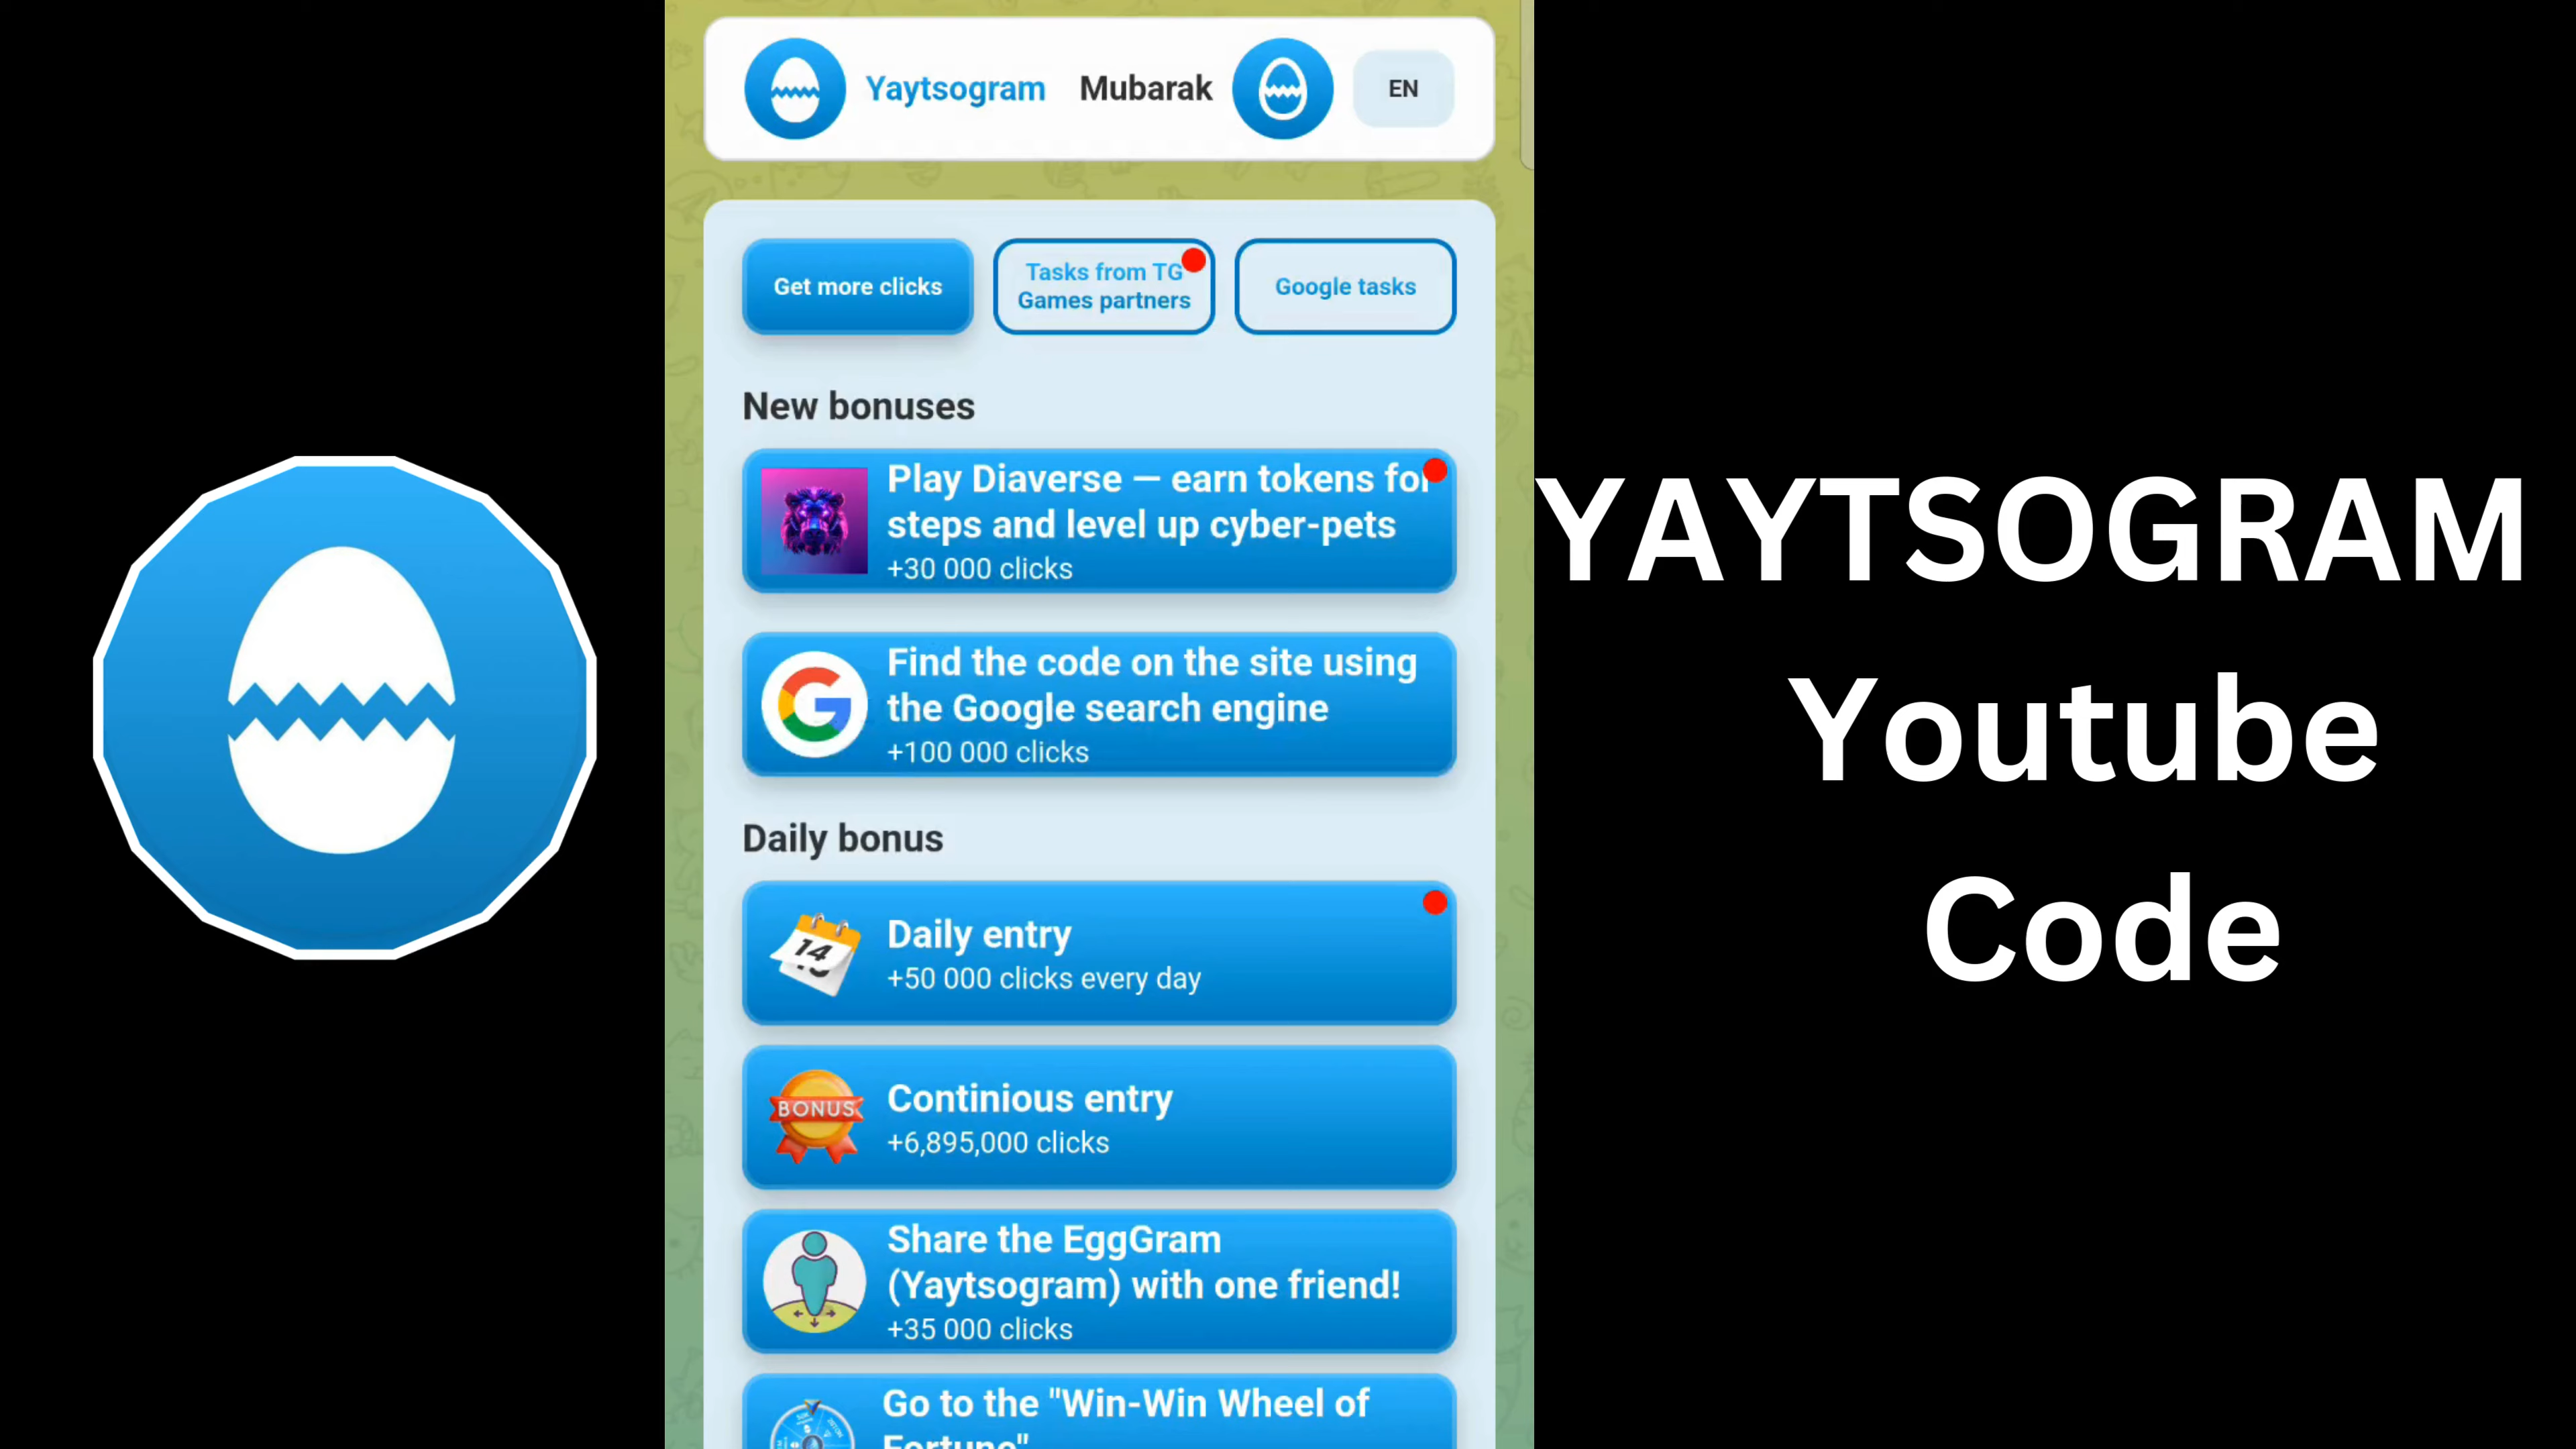 Yaytsogram Mubarak EN
Get more clicks
Tasks from TG
Games partners
Google tasks
New bonuses
Play Diaverse — earn tokens for
steps and level up cyber-pets
+30 000 clicks
Find the code on the site using
the Google search engine
+100 000 clicks
Daily bonus
14
Daily entry
+50 000 clicks every day
BONUS
Continious entry
+6,895,000 clicks
Share the EggGram
(Yaytsogram) with one friend!
+35 000 clicks
Go to the "Win-Win Wheel of
Fortune"
YAYTSOGRAM
Youtube
Code